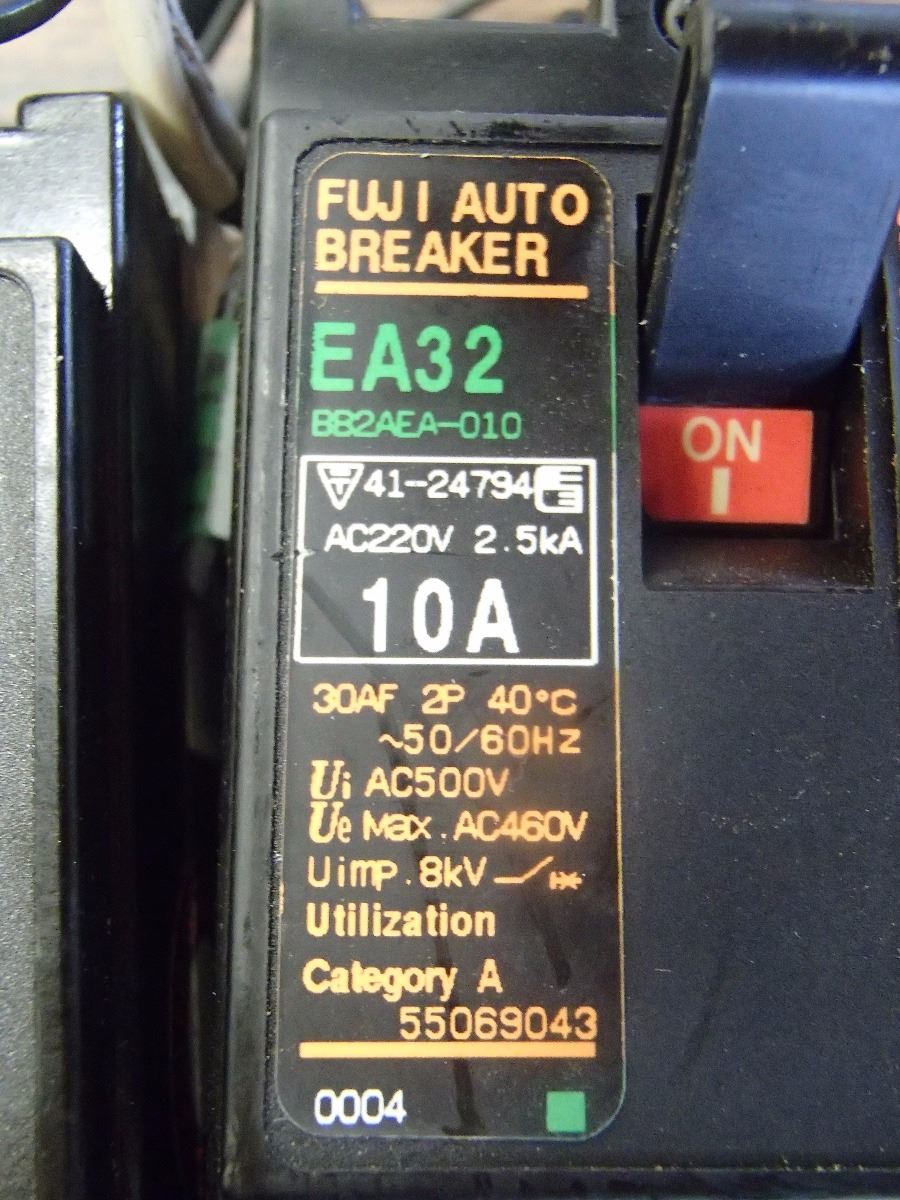 FUJI AUTO
BREAKER
EA32
BB2AEA-010
41-24794
AC220V 2.5kA
10A
30AF 2P 40°C
~50/60Hz
Ui AC500V
Ue Max. AC460V
Uimp.8kV
Utilization
Category A
55069043
0004
ON